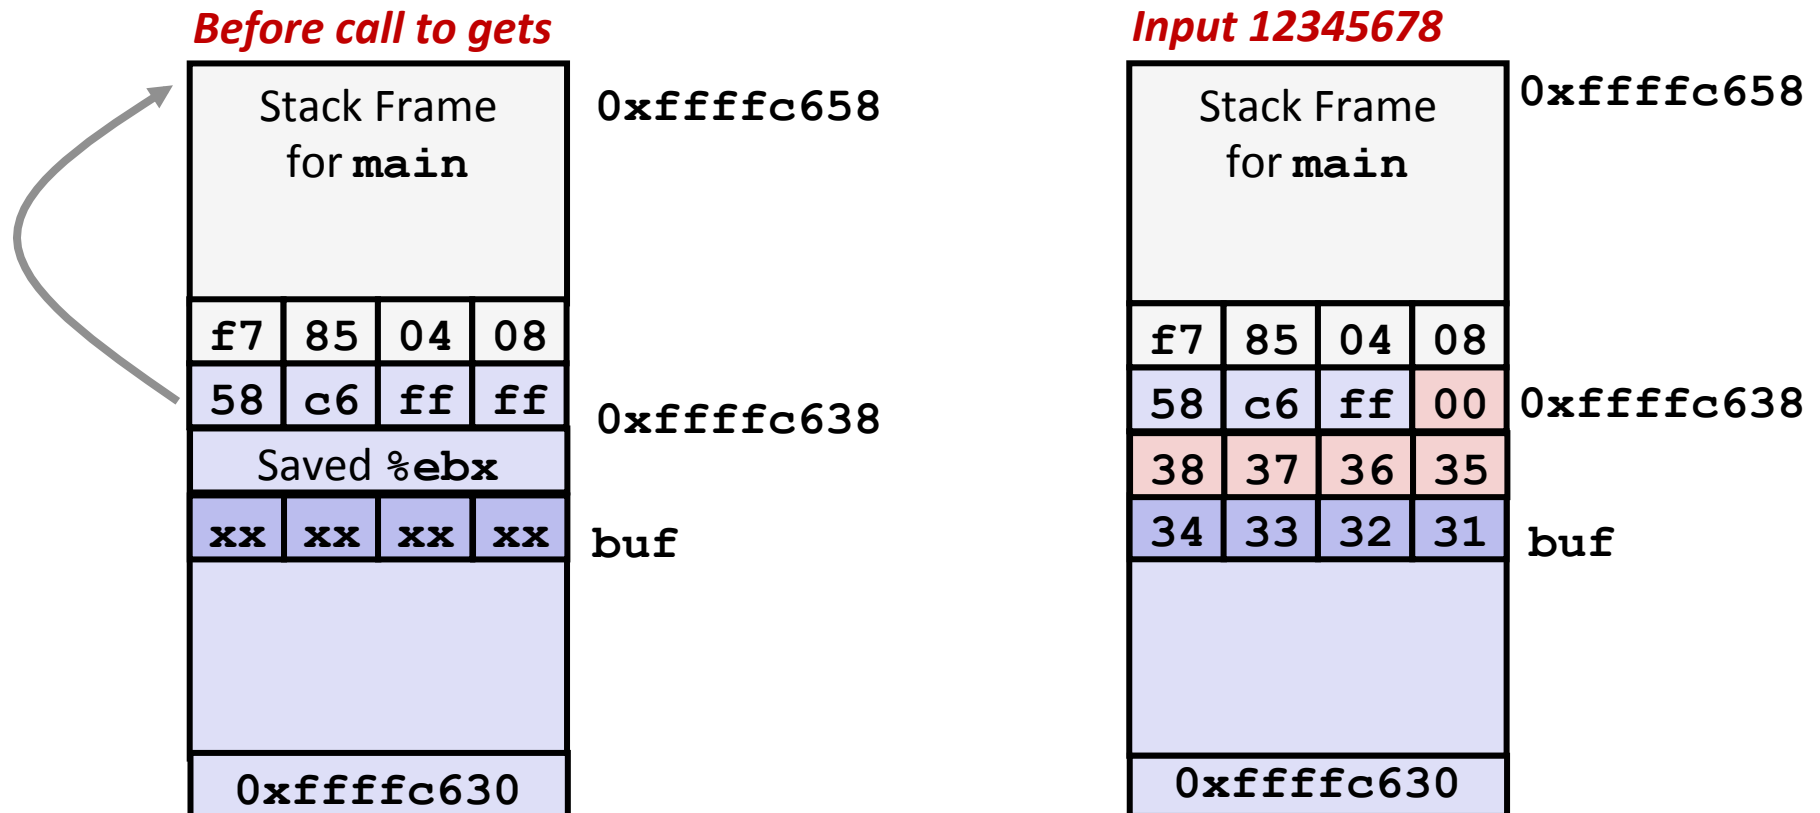 Before call to gets
Stack Frame
for main
0xffffc658
f7 85 04 08
58 c6 ff ff
0xffffc638
Saved %ebx
xx xx xx xx
buf
0xffffc630
Input 12345678
Stack Frame
for main
0xffffc658
f7 85 04 08
58 c6 ff 00
0xffffc638
38 37 36 35
34 33 32 31
buf
0xffffc630